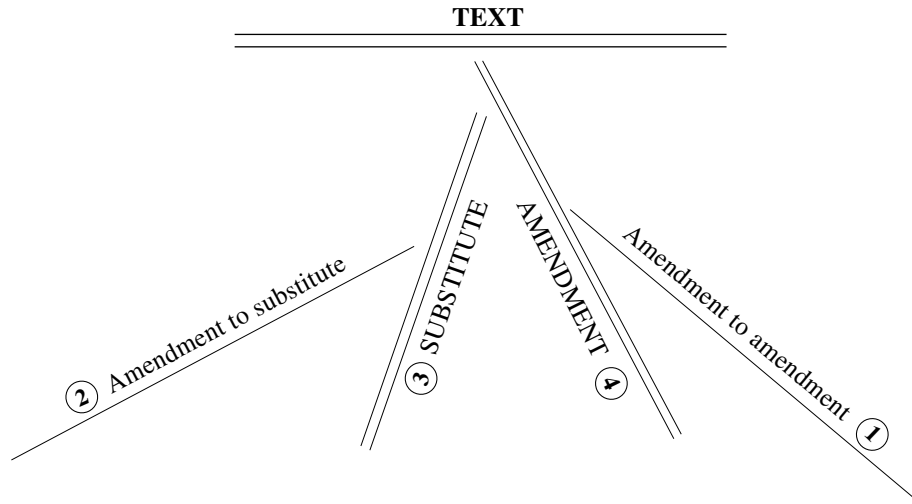 TEXT
② Amendment to substitute
③ SUBSTITUTE
AMENDMENT ④
Amendment to amendment ①